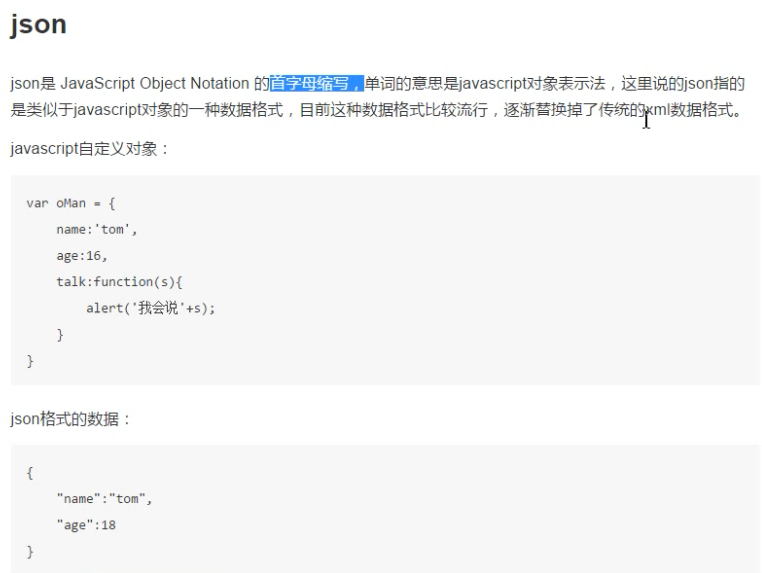 json
json是 JavaScript Object Notation 的首字母缩写，单词的意思是javascript对象表示法，这里说的json指的
是类似于javascript对象的一种数据格式，目前这种数据格式比较流行，逐渐替换掉了传统的xml数据格式。
javascript自定义对象：
var oMan = {
    name:'tom',
    age:16,
    talk:function(s){
        alert('我会说'+s);
    }
}
json格式的数据：
{
    "name":"tom",
    "age":18
}